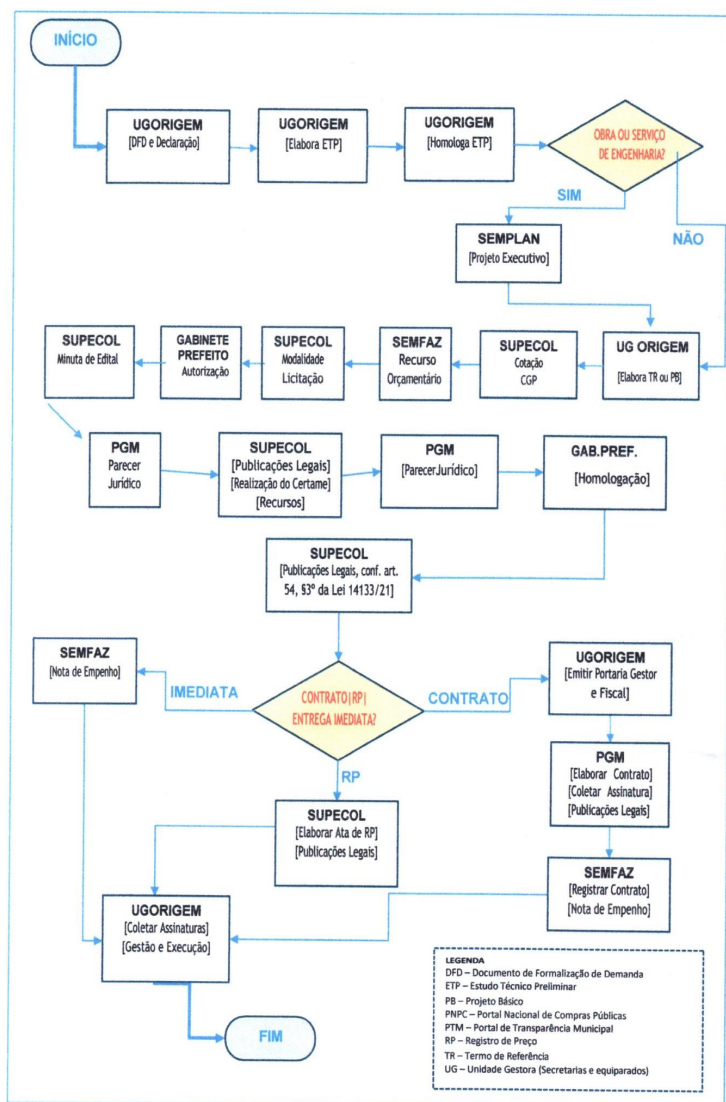 INÍCIO
UGORIGEM
[DFD e Declaração]
UGORIGEM
[Elabora ETP]
UGORIGEM
[Homologa ETP]
OBRA OU SERVIÇO
DE ENGENHARIA?
SIM
NÃO
SEMPLAN
[Projeto Executivo]
UG ORIGEM
[Elabora TR ou PB]
SUPECOL
Cotação
CGP
SEMFAZ
Recurso
Orçamentário
SUPECOL
Modalidade
Licitação
GABINETE
PREFEITO
Autorização
SUPECOL
Minuta de Edital
PGM
Parecer
Jurídico
SUPECOL
[Publicações Legais]
[Realização do Certame]
[Recursos]
PGM
[ParecerJurídico]
GAB.PREF.
[Homologação]
SUPECOL
[Publicações Legais, conf. art.
54, §3º da Lei 14133/21]
CONTRATO|RP|
ENTREGA IMEDIATA?
IMEDIATA
SEMFAZ
[Nota de Empenho]
CONTRATO
UGORIGEM
[Emitir Portaria Gestor
e Fiscal]
PGM
[Elaborar Contrato]
[Coletar Assinatura]
[Publicações Legais]
SEMFAZ
[Registrar Contrato]
[Nota de Empenho]
RP
SUPECOL
[Elaborar Ata de RP]
[Publicações Legais]
UGORIGEM
[Coletar Assinaturas]
[Gestão e Execução]
FIM
LEGENDA
DFD – Documento de Formalização de Demanda
ETP – Estudo Técnico Preliminar
PB – Projeto Básico
PNPC – Portal Nacional de Compras Públicas
PTM – Portal de Transparência Municipal
RP – Registro de Preço
TR – Termo de Referência
UG – Unidade Gestora (Secretarias e equiparados)